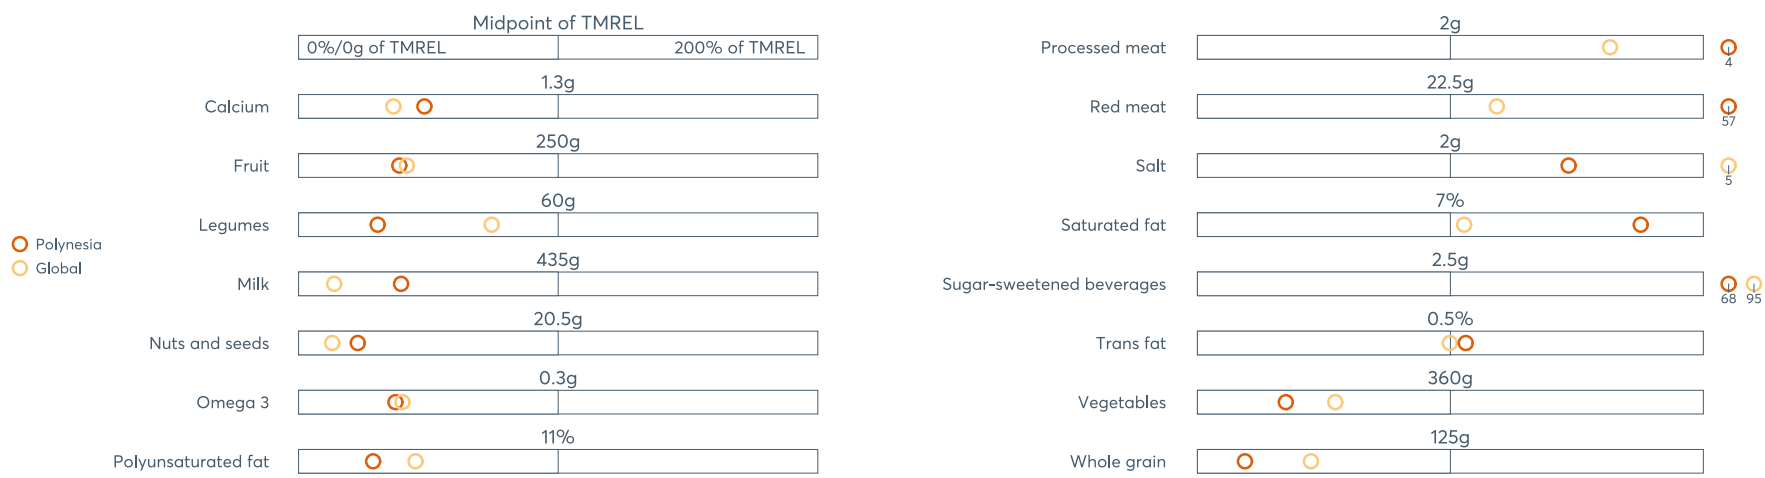 Midpoint of TMREL
0%/0g of TMREL 200% of TMREL
1.3g
Calcium
250g
Fruit
60g
Legumes
Polynesia
Global
435g
Milk
20.5g
Nuts and seeds
0.3g
Omega 3
11%
Polyunsaturated fat
2g
Processed meat
4
22.5g
Red meat
57
2g
Salt
5
7%
Saturated fat
2.5g
Sugar-sweetened beverages
68 95
0.5%
Trans fat
360g
Vegetables
125g
Whole grain